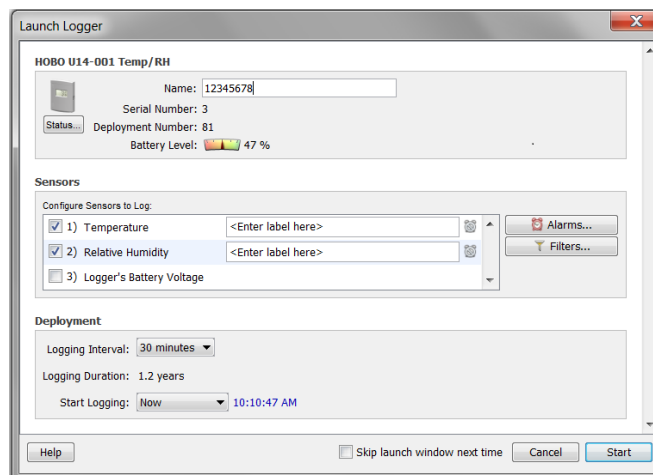 Launch Logger
HOBO U14-001 Temp/RH
Name: 12345678
Serial Number: 3
Status... Deployment Number: 81
Battery Level: 47 %
Sensors
Configure Sensors to Log:
1) Temperature <Enter label here> Alarms...
2) Relative Humidity <Enter label here> Filters...
3) Logger's Battery Voltage
Deployment
Logging Interval: 30 minutes
Logging Duration: 1.2 years
Start Logging: Now 10:10:47 AM
Help Skip launch window next time Cancel Start